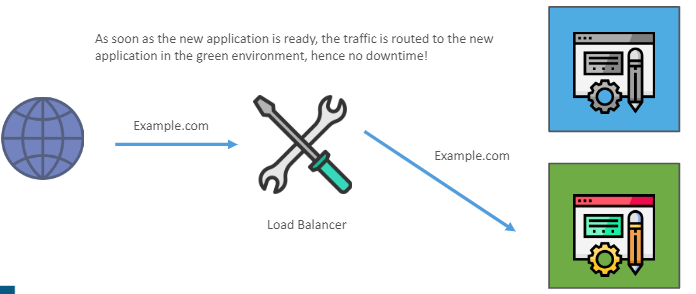 As soon as the new application is ready, the traffic is routed to the new
application in the green environment, hence no downtime!
Example.com
Example.com
Load Balancer